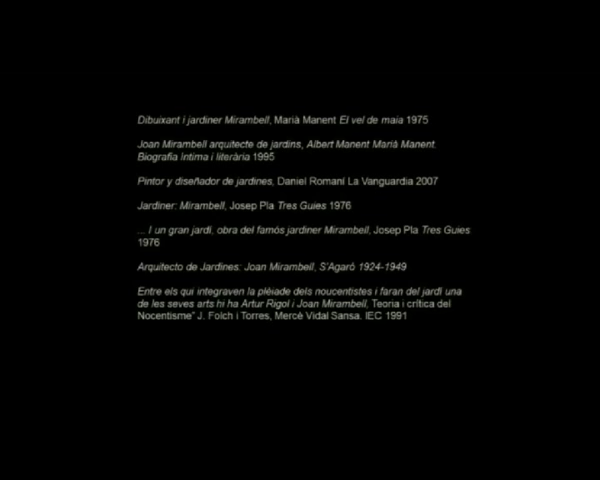 Dibuixant i jardiner Mirambell, Marià Manent El vel de maia 1975
Joan Mirambell arquitecte de jardins, Albert Manent Marià Manent.
Biografia íntima i literària 1995
Pintor y diseñador de jardines, Daniel Romaní La Vanguardia 2007
Jardiner: Mirambell, Josep Pla Tres Guies 1976
... I un gran jardí, obra del famós jardiner Mirambell, Josep Pla Tres Guies
1976
Arquitecto de Jardines: Joan Mirambell, S'Agaró 1924-1949
Entre els qui integraven la plèiade dels noucentistes i faran del jardí una
de les seves arts hi ha Artur Rigol i Joan Mirambell, Teoria i crítica del
Nocentisme" J. Folch i Torres, Mercè Vidal Sansa. IEC 1991